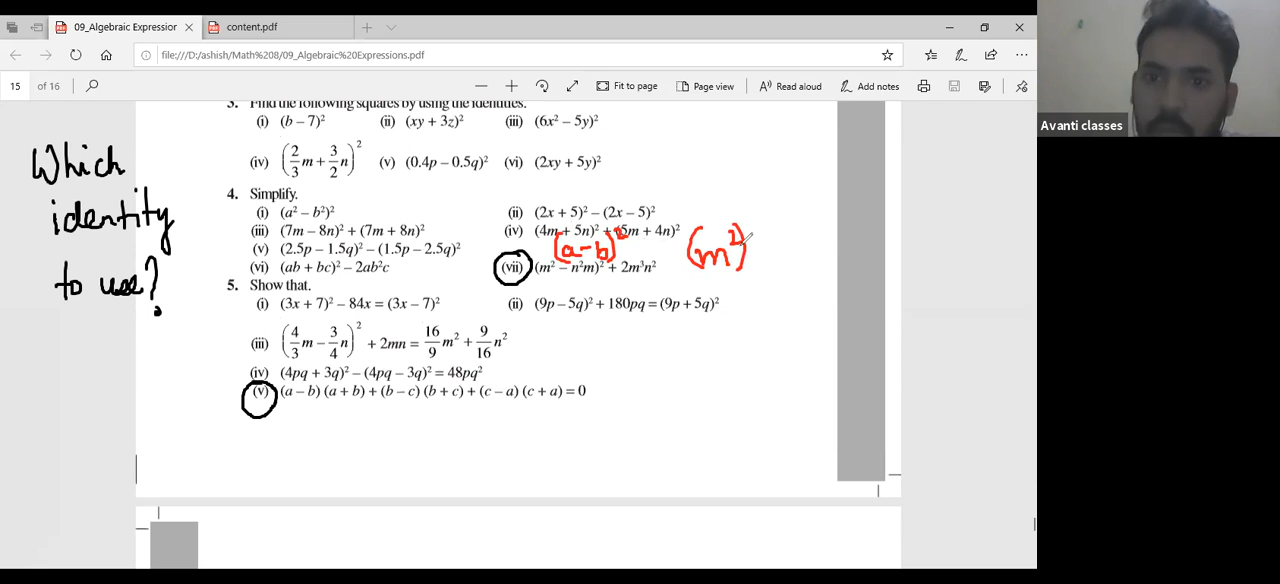 09_Algebraic Expression
content.pdf
file:///D:/ashish/Math%208/09_Algebraic%20Expressions.pdf
15 of 16
Fit to page
Page view
Read aloud
Add notes
Avanti classes
3. Find the following squares by using the identities.
(i) (b – 7)² (ii) (xy + 3z)² (iii) (6x² – 5y)²
(iv) (2/3 m + 3/2 n)² (v) (0.4p – 0.5q)² (vi) (2xy + 5y)²
4. Simplify.
(i) (a² – b²)² (ii) (2x + 5)² – (2x – 5)²
(iii) (7m – 8n)² + (7m + 8n)² (iv) (4m + 5n)² + (5m + 4n)²
(v) (2.5p – 1.5q)² – (1.5p – 2.5q)²
(vi) (ab + bc)² – 2ab²c (vii) (m² – n²m)² + 2m³n²
5. Show that.
(i) (3x + 7)² – 84x = (3x – 7)² (ii) (9p – 5q)² + 180pq = (9p + 5q)²
(iii) (4/3 m – 3/4 n)² + 2mn = 16/9 m² + 9/16 n²
(iv) (4pq + 3q)² – (4pq – 3q)² = 48pq²
(v) (a – b) (a + b) + (b – c) (b + c) + (c – a) (c + a) = 0
Which
identity
to use?
(a-b)²
(m²)